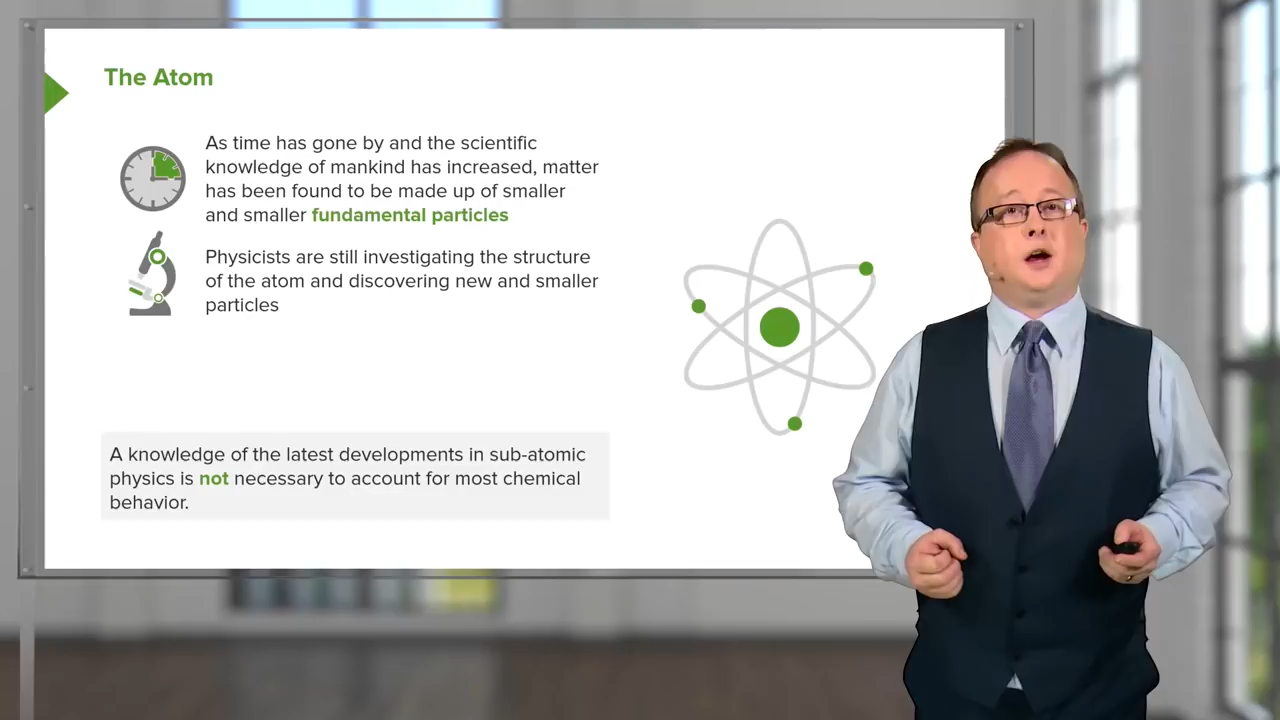 The Atom
As time has gone by and the scientific
knowledge of mankind has increased, matter
has been found to be made up of smaller
and smaller fundamental particles
Physicists are still investigating the structure
of the atom and discovering new and smaller
particles
A knowledge of the latest developments in sub-atomic
physics is not necessary to account for most chemical
behavior.